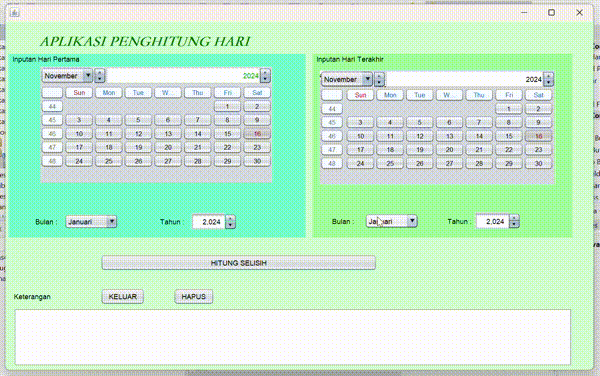 APLIKASI PENGHITUNG HARI
Inputan Hari Pertama
November 2024
Sun Mon Tue W... Thu Fri Sat
44 1 2
45 3 4 5 6 7 8 9
46 10 11 12 13 14 15 16
47 17 18 19 20 21 22 23
48 24 25 26 27 28 29 30
Bulan : Januari Tahun : 2,024
Inputan Hari Terakhir
November 2024
Sun Mon Tue W... Thu Fri Sat
44 1 2
45 3 4 5 6 7 8 9
46 10 11 12 13 14 15 16
47 17 18 19 20 21 22 23
48 24 25 26 27 28 29 30
Bulan : Januari Tahun : 2,024
HITUNG SELISIH
Keterangan KELUAR HAPUS